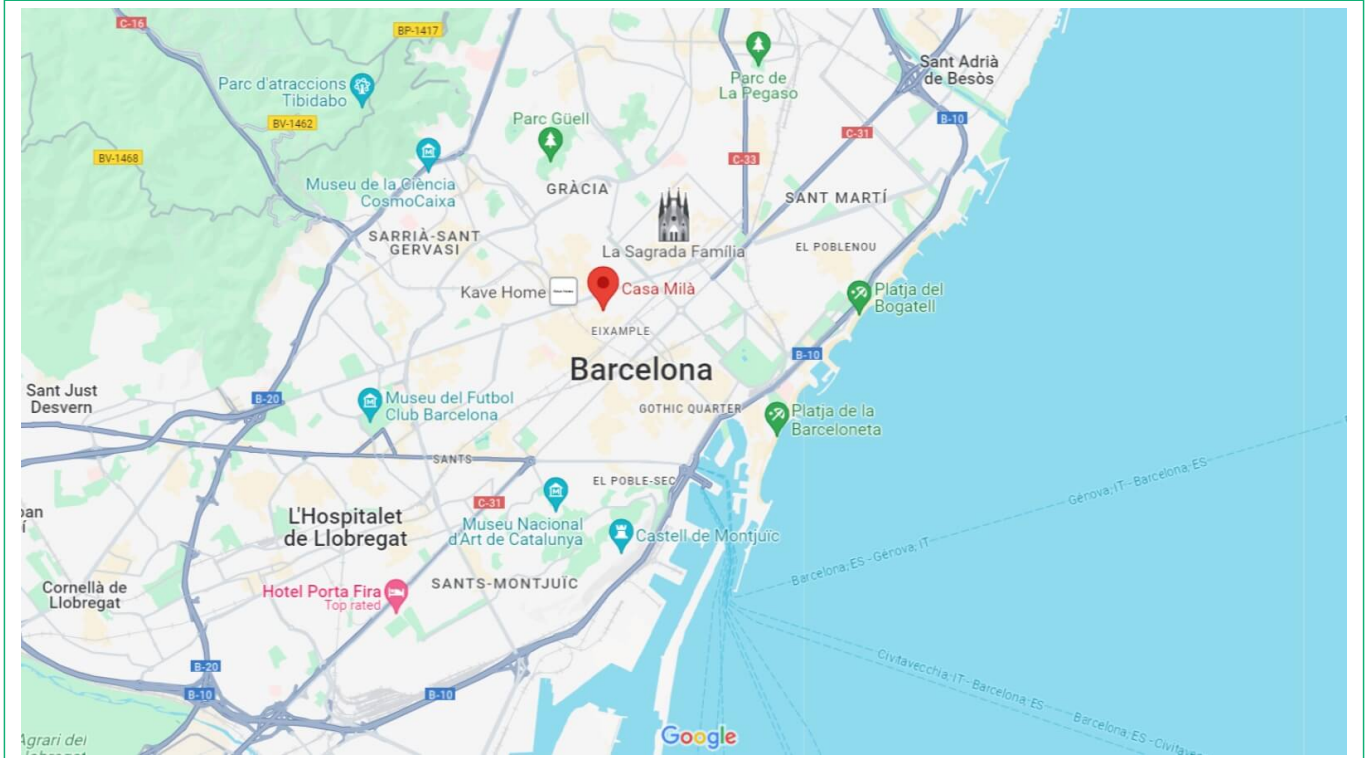 C-16
BP-1417
Parc d'atraccions
Tibidabo
Parc de
La Pegaso
Sant Adrià
de Besòs
BV-1462
Parc Güell
B-10
C-31
BV-1468
C-33
Museu de la Ciència
CosmoCaixa
GRÀCIA
SANT MARTÍ
SARRIÀ-SANT
GERVASI
La Sagrada Família
EL POBLENOU
Kave Home
Casa Milà
Platja del
Bogatell
EIXAMPLE
B-10
Barcelona
Sant Just
Desvern
B-20
Museu del Futbol
Club Barcelona
GOTHIC QUARTER
Platja de la
Barceloneta
SANTS
Gènova, IT - Barcelona, ES
EL POBLE-SEC
C-31
L'Hospitalet
de Llobregat
Museu Nacional
d'Art de Catalunya
Castell de Montjuïc
Barcelona, ES - Gènova, IT
Cornellà de
Llobregat
Hotel Porta Fira
Top rated
SANTS-MONTJUÏC
B-20
Civitavecchia, IT - Barcelona, ES
B-10
B-10
Barcelona, ES - Civitav
Agrari del
Google